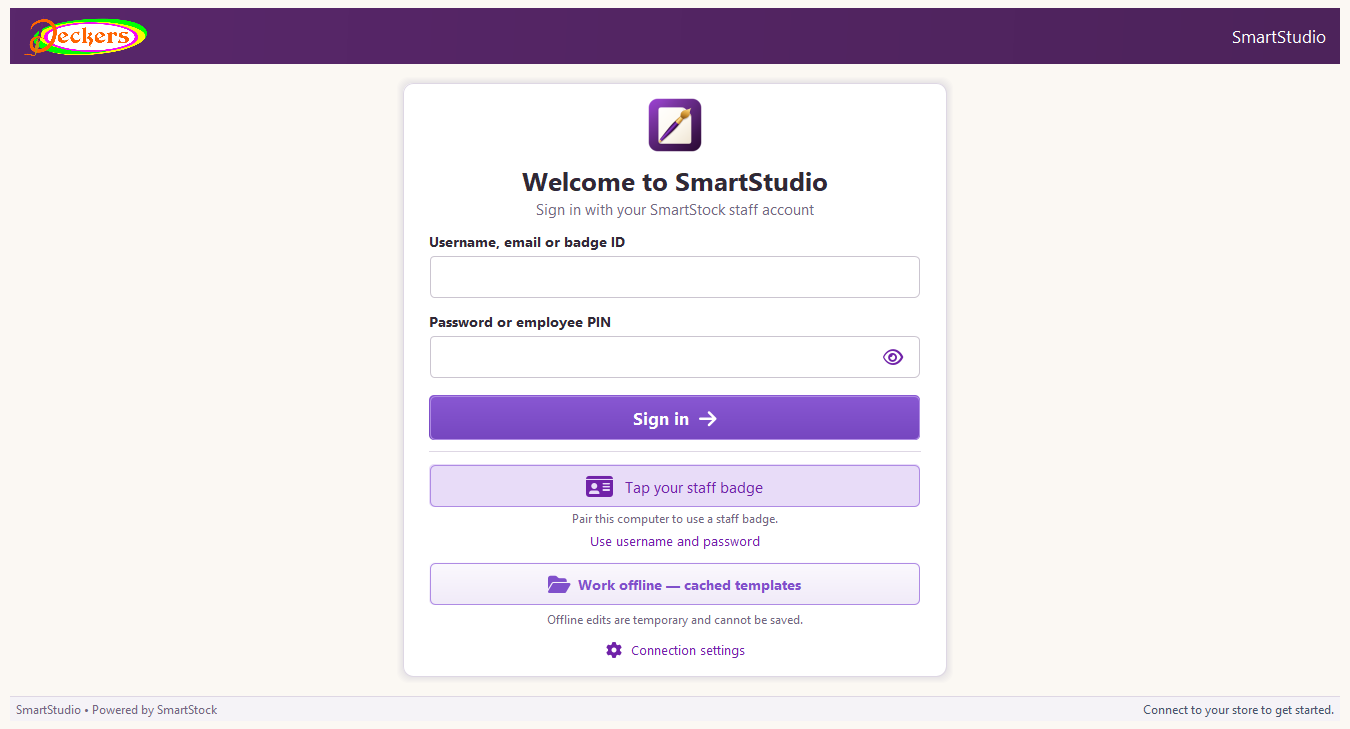 Deckers
SmartStudio
Welcome to SmartStudio
Sign in with your SmartStock staff account
Username, email or badge ID
Password or employee PIN
Sign in
Tap your staff badge
Pair this computer to use a staff badge.
Use username and password
Work offline — cached templates
Offline edits are temporary and cannot be saved.
Connection settings
SmartStudio • Powered by SmartStock
Connect to your store to get started.